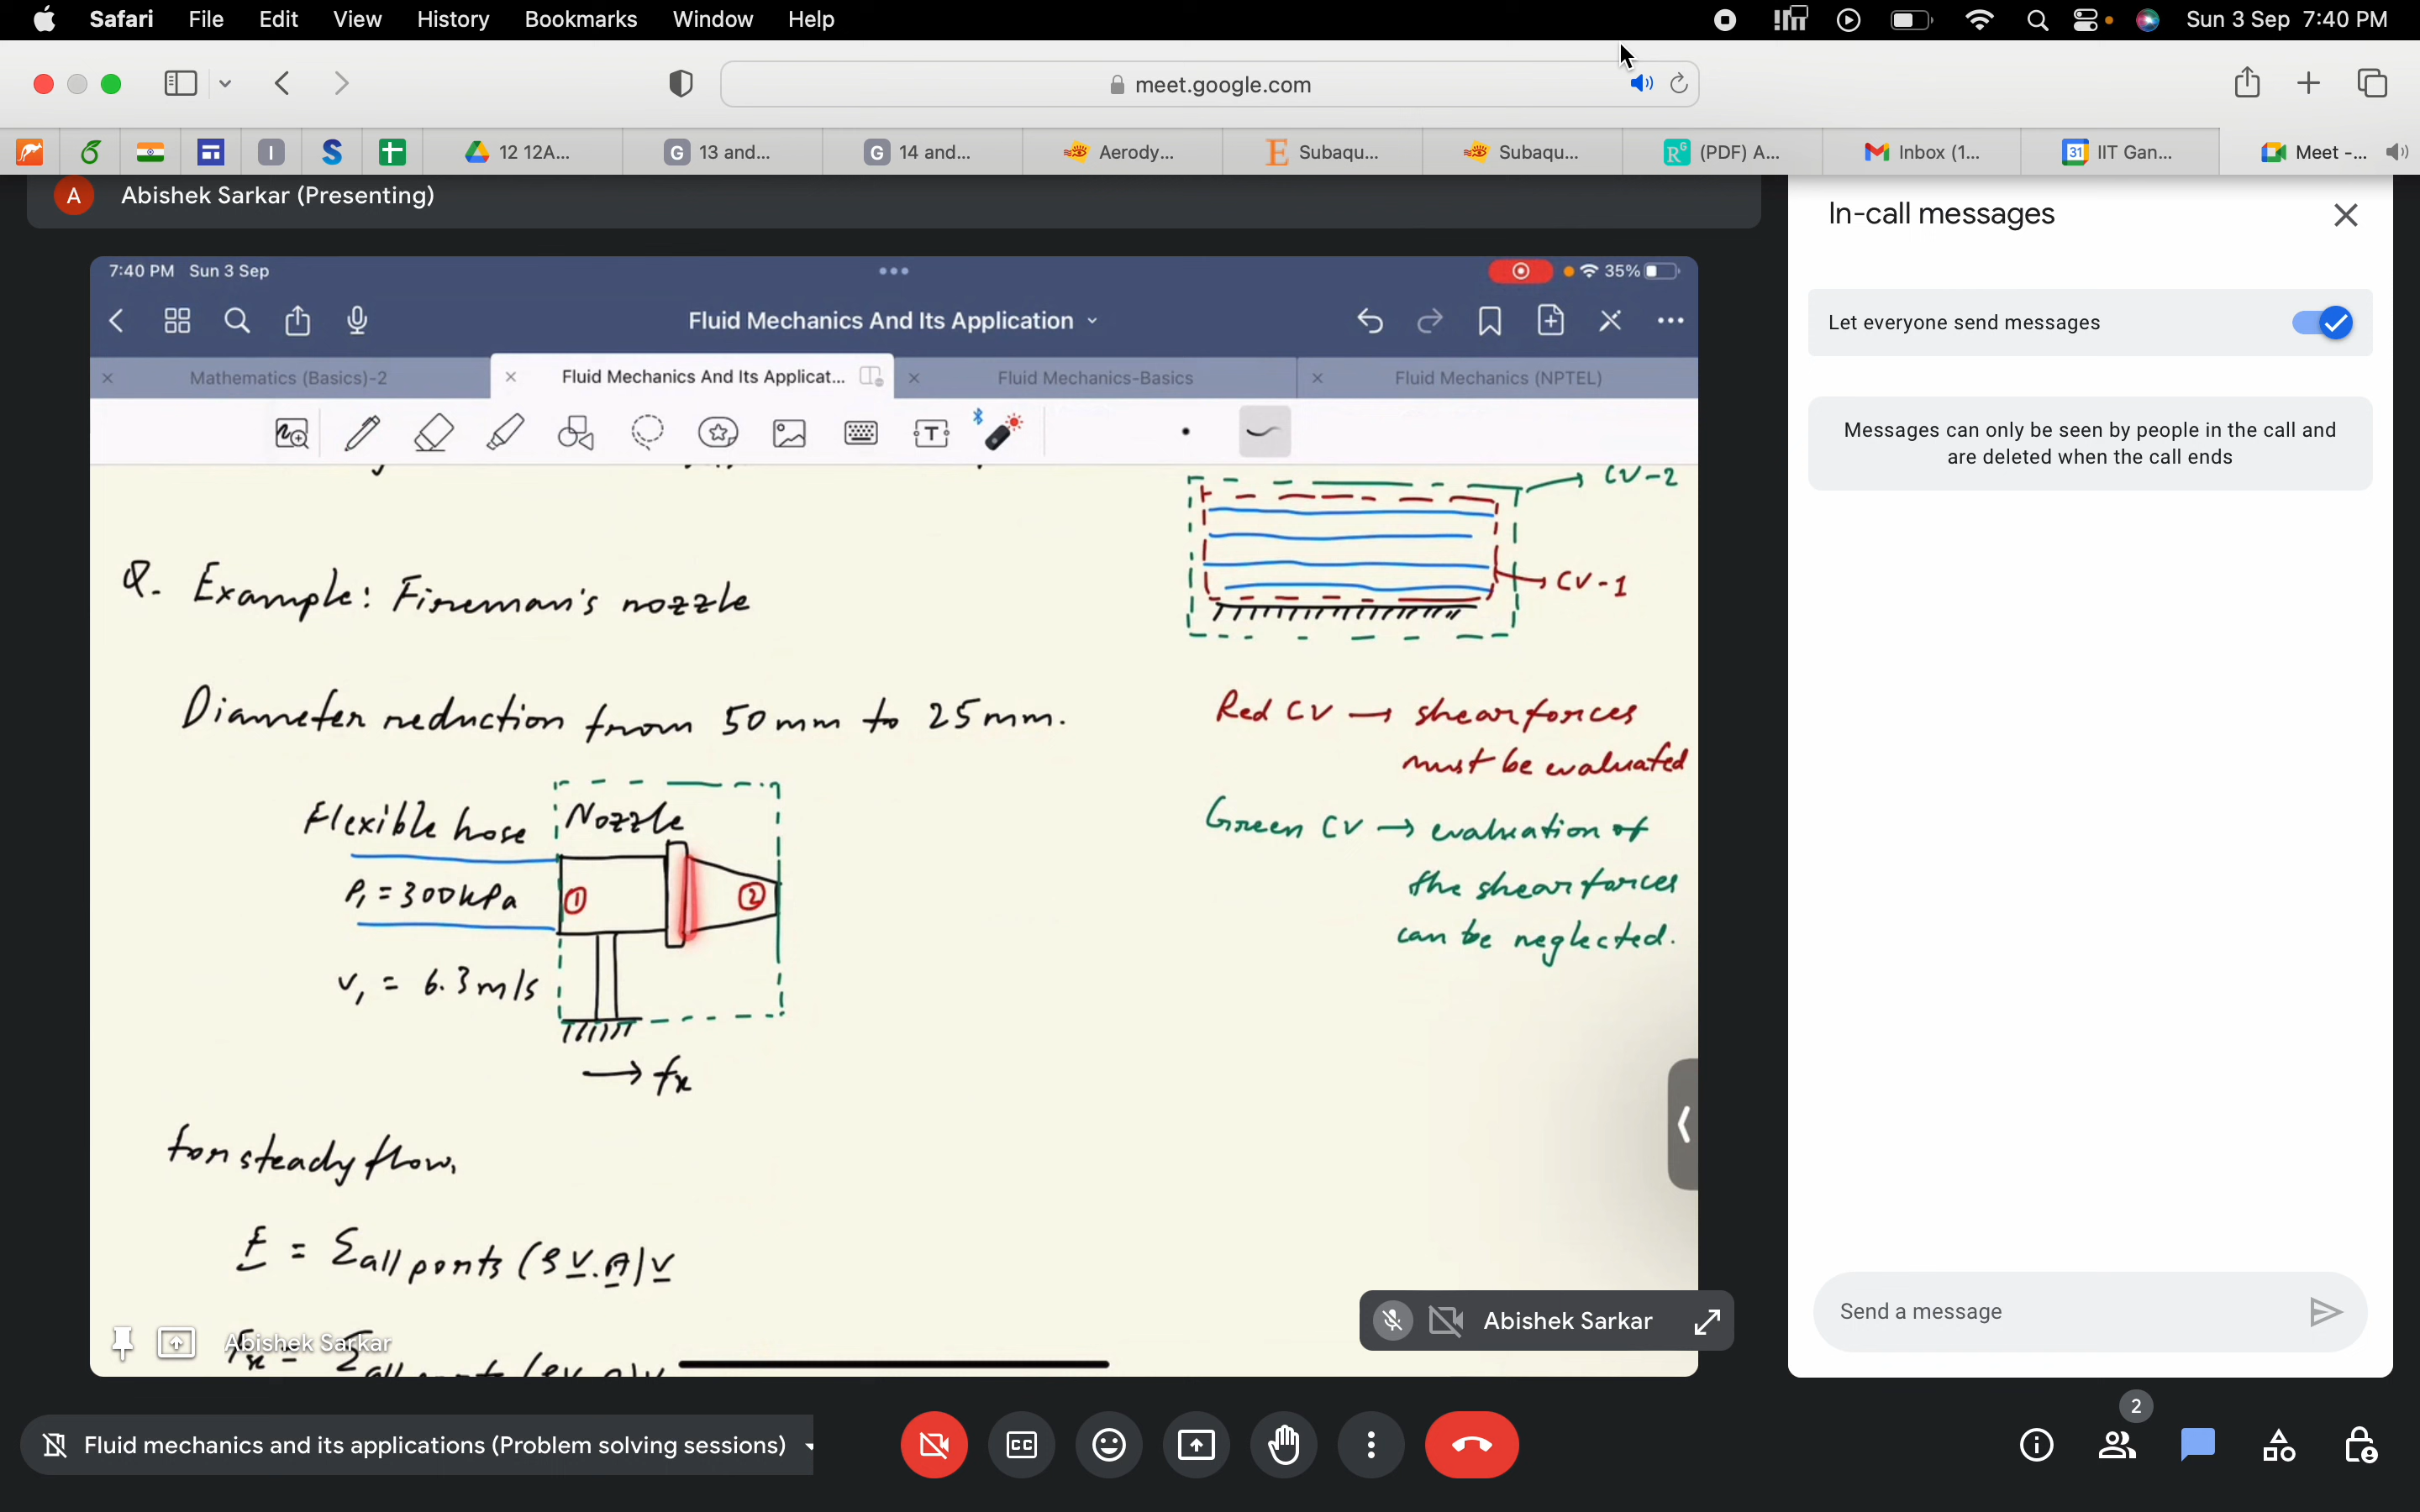 Safari File Edit View History Bookmarks Window Help Sun 3 Sep 7:40 PM
meet.google.com
12 12A... G 13 and... G 14 and... Aerody... E Subaqu... Subaqu... (PDF) A... Inbox (1... 31 IIT Gan... Meet -...
A Abishek Sarkar (Presenting)
7:40 PM Sun 3 Sep 35%
Fluid Mechanics And Its Application
Mathematics (Basics)-2 Fluid Mechanics And Its Applicat... Fluid Mechanics-Basics Fluid Mechanics (NPTEL)
CV-2
CV-1
Q. Example: Fireman's nozzle
Diameter reduction from 50mm to 25mm.
Flexible hose Nozzle
P₁ = 300kPa ① ②
v₁ = 6.3m/s
→ Fx
Red CV → shear forces
must be evaluated
Green CV → evaluation of
the shear forces
can be neglected.
For steady flow,
F = Σall ports (ρV.A)V
Abishek Sarkar
Abishek Sarkar
In-call messages
Let everyone send messages
Messages can only be seen by people in the call and
are deleted when the call ends
Send a message
Fluid mechanics and its applications (Problem solving sessions)
CC
2